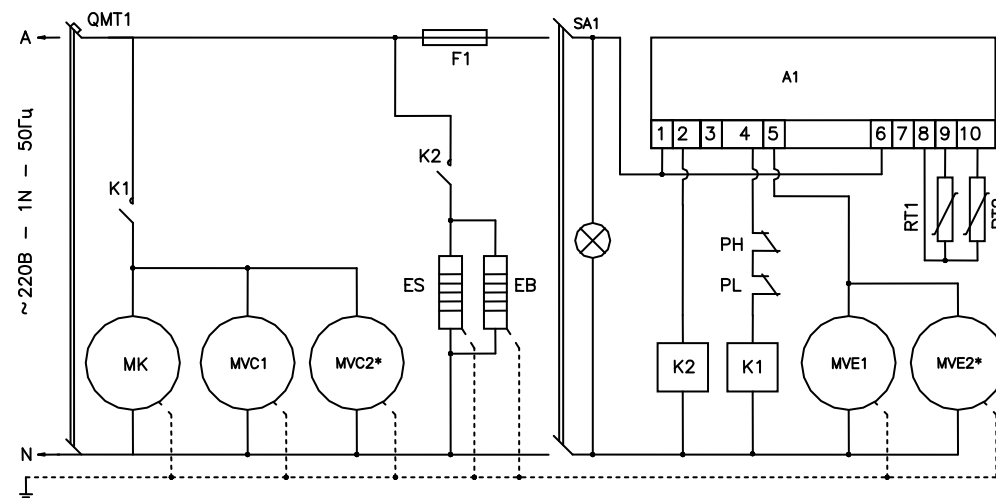 QMT1
SA1
A
F1
A1
~220В – 1N – 50Гц
1 2 3 4 5 6 7 8 9 10
K2
K1
RT1
PH
PL
ES
EB
MK
MVC1
MVC2*
K2
K1
MVE1
MVE2*
N